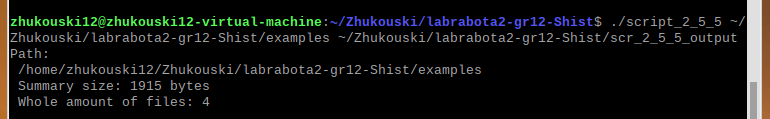 zhukouski12@zhukouski12-virtual-machine:~/Zhukouski/labrabota2-gr12-Shist$ ./script_2_5_5 ~/
Zhukouski/labrabota2-gr12-Shist/examples ~/Zhukouski/labrabota2-gr12-Shist/scr_2_5_5_output
Path:
 /home/zhukouski12/Zhukouski/labrabota2-gr12-Shist/examples
 Summary size: 1915 bytes
 Whole amount of files: 4